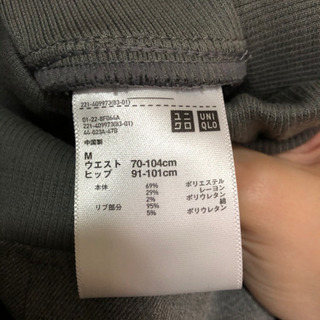 221-409973(83-01)
ユニ
クロ
UNI
QLO
01-22-BF064A
221-409973(83-01)
44-023A-47B
中国製
M
ウエスト 70-104cm
ヒップ 91-101cm
本体 69% ポリエステル
29% レーヨン
2% ポリウレタン
リブ部分 95% 綿
5% ポリウレタン